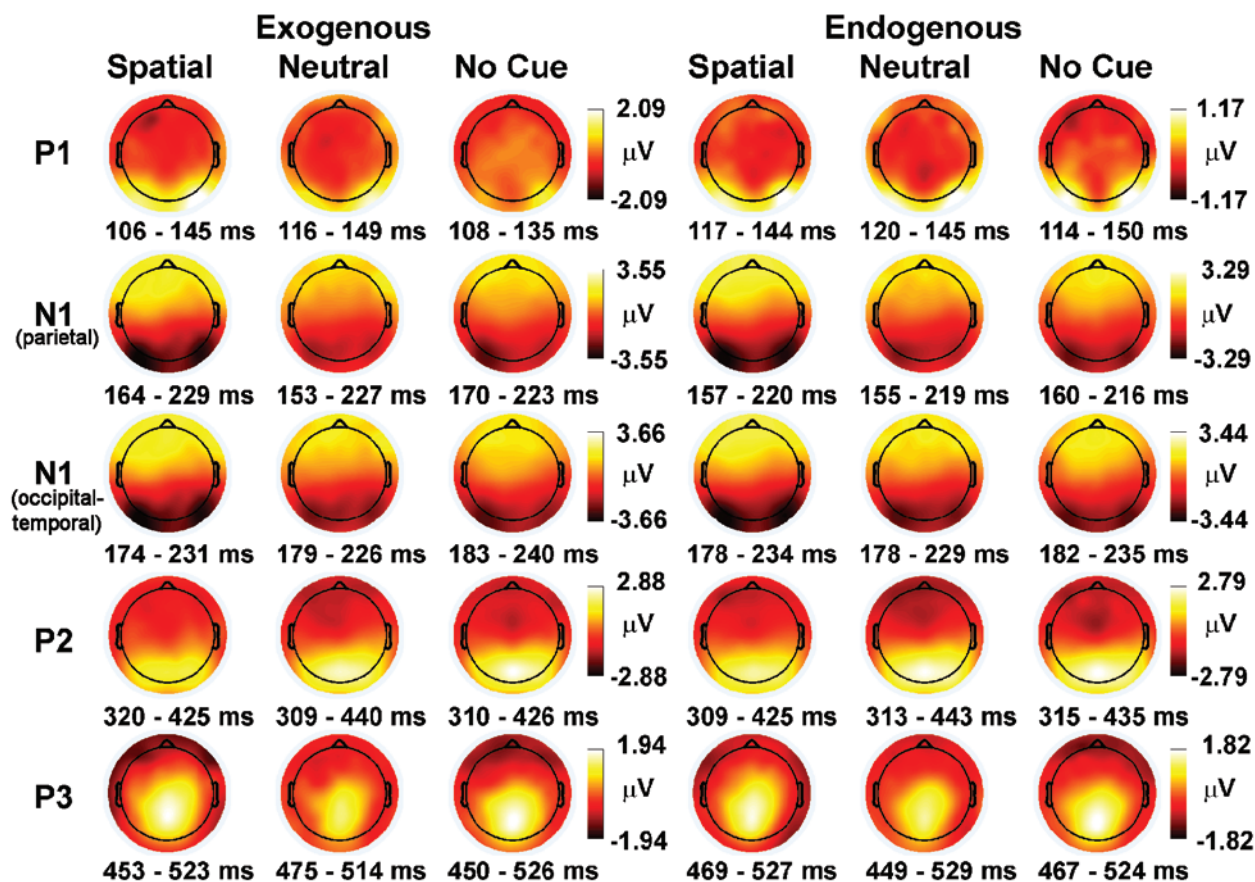 Exogenous Endogenous
Spatial Neutral No Cue Spatial Neutral No Cue
P1 2.09 μV -2.09 1.17 μV -1.17
106 - 145 ms 116 - 149 ms 108 - 135 ms 117 - 144 ms 120 - 145 ms 114 - 150 ms
N1 (parietal) 3.55 μV -3.55 3.29 μV -3.29
164 - 229 ms 153 - 227 ms 170 - 223 ms 157 - 220 ms 155 - 219 ms 160 - 216 ms
N1 (occipital-temporal) 3.66 μV -3.66 3.44 μV -3.44
174 - 231 ms 179 - 226 ms 183 - 240 ms 178 - 234 ms 178 - 229 ms 182 - 235 ms
P2 2.88 μV -2.88 2.79 μV -2.79
320 - 425 ms 309 - 440 ms 310 - 426 ms 309 - 425 ms 313 - 443 ms 315 - 435 ms
P3 1.94 μV -1.94 1.82 μV -1.82
453 - 523 ms 475 - 514 ms 450 - 526 ms 469 - 527 ms 449 - 529 ms 467 - 524 ms